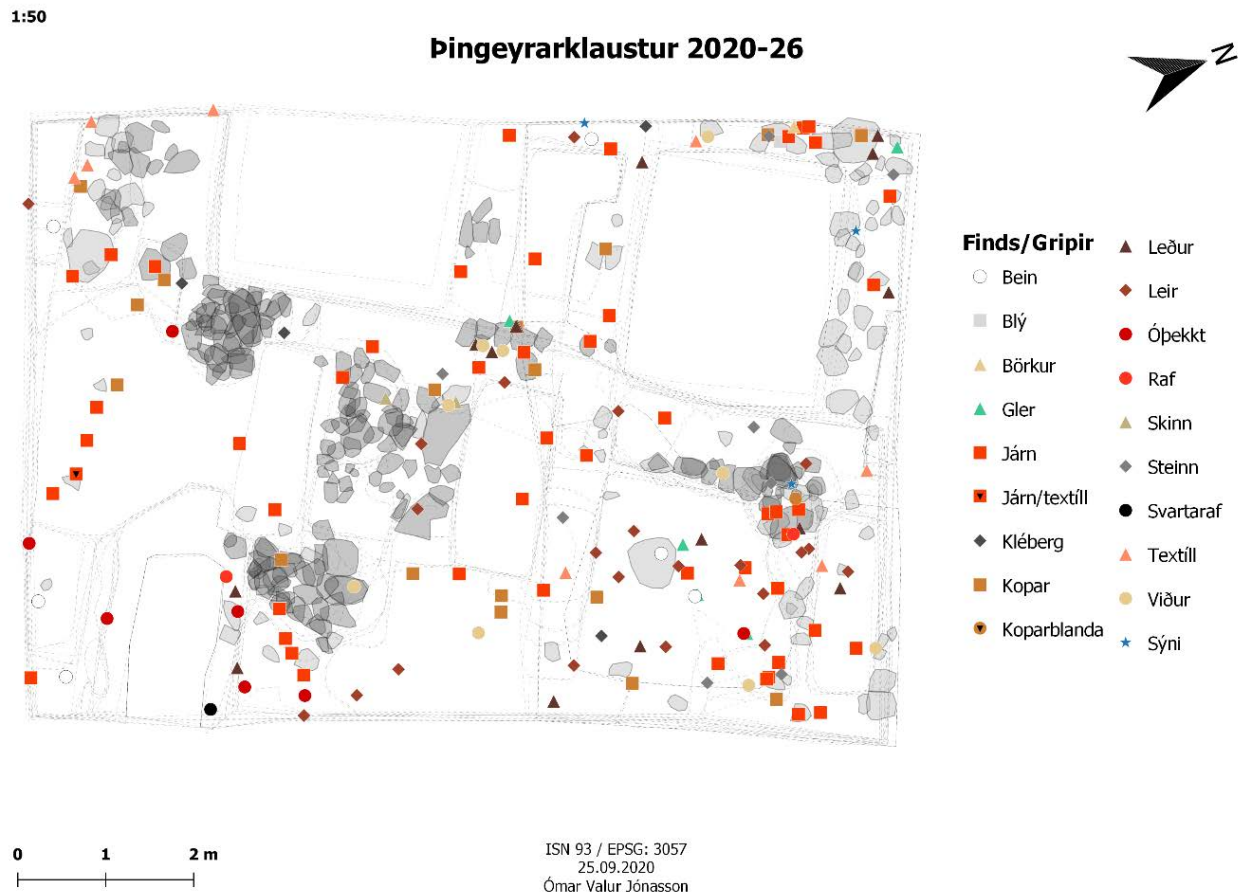 1:50
Þingeyrarklaustur 2020-26
N
Finds/Gripir
Bein
Blý
Börkur
Gler
Járn
Járn/textíll
Kléberg
Kopar
Koparblanda
Leður
Leir
Óþekkt
Raf
Skinn
Steinn
Svartaraf
Textíll
Viður
Sýni
0 1 2 m
ISN 93 / EPSG: 3057
25.09.2020
Ómar Valur Jónasson